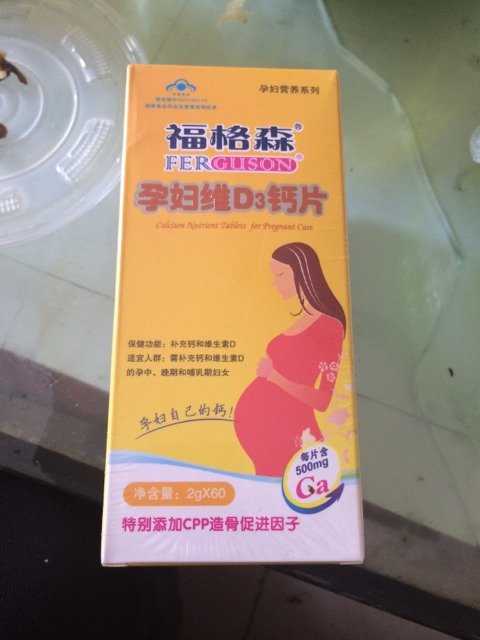 孕妇营养系列
福格森®
FERGUSON®
孕妇维D3钙片
Calcium Nutrient Tablets for Pregnant Care
保健功能：补充钙和维生素D
适宜人群：需补充钙和维生素D
的孕中、晚期和哺乳期妇女
孕妇自己的钙！
每片含
500mg
Ca
净含量：2gX60
特别添加CPP造骨促进因子